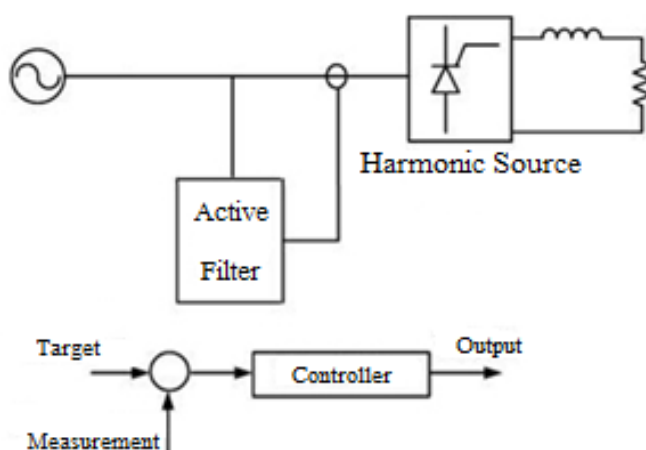 Harmonic Source
Active
Filter
Target
Output
Controller
Measurement